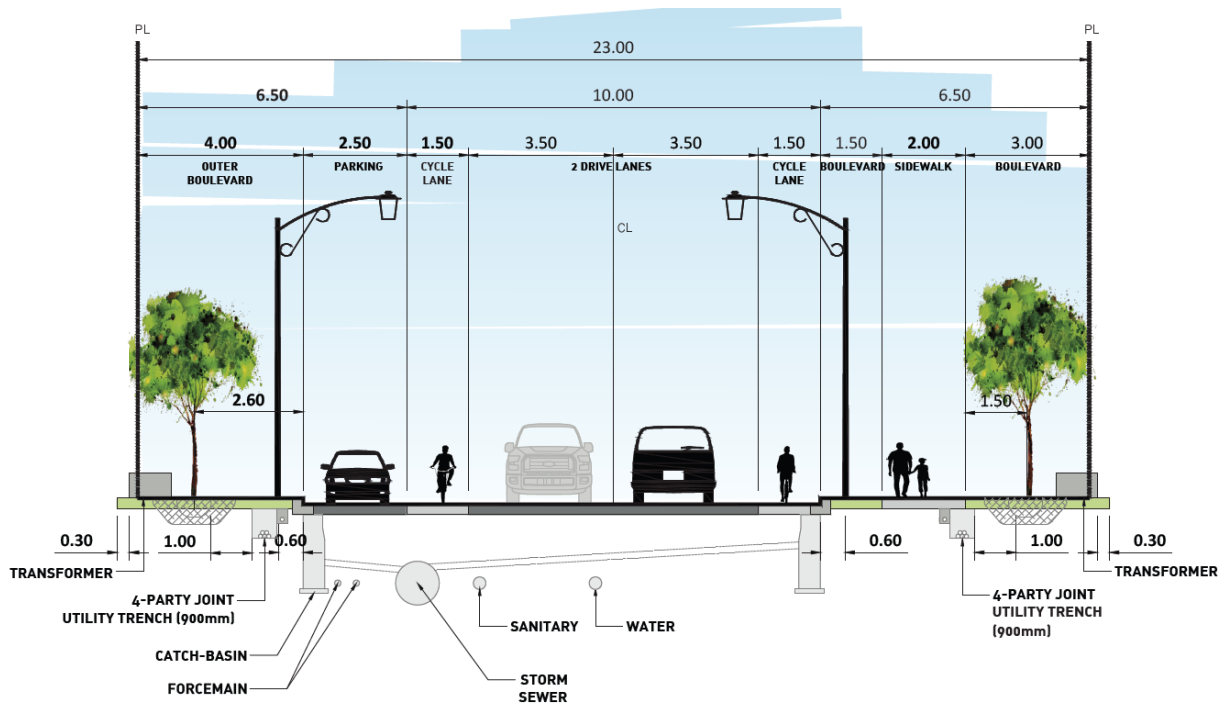 PL PL
23.00
6.50 10.00 6.50
4.00 2.50 1.50 3.50 3.50 1.50 1.50 2.00 3.00
OUTER PARKING CYCLE 2 DRIVE LANES CYCLE BOULEVARD SIDEWALK BOULEVARD
BOULEVARD LANE LANE
CL
2.60 1.50
0.30 1.00 0.60 0.60 1.00 0.30
TRANSFORMER TRANSFORMER
4-PARTY JOINT
UTILITY TRENCH (900mm)
4-PARTY JOINT
UTILITY TRENCH
(900mm)
SANITARY WATER
CATCH-BASIN
FORCEMAIN
STORM
SEWER